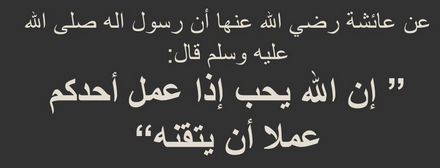 عن عائشة رضي الله عنها أن رسول اله صلى الله
عليه وسلم قال:
” إن الله يحب إذا عمل أحدكم
عملا أن يتقنه“